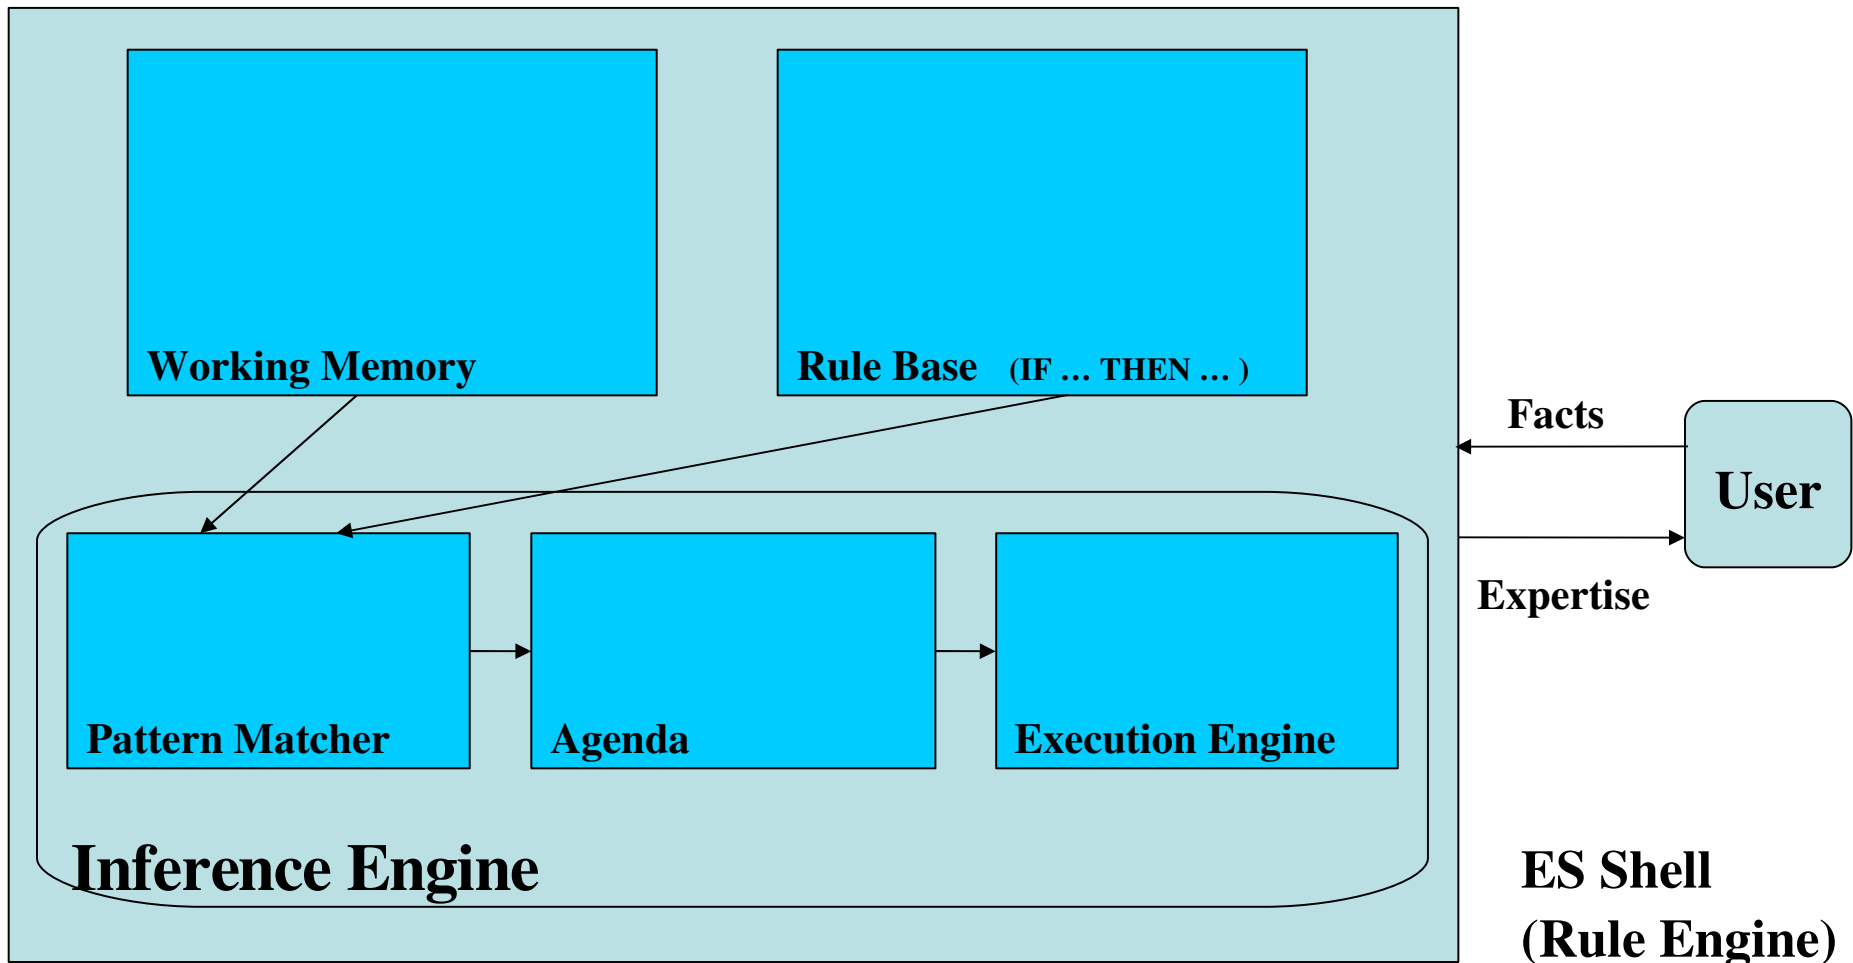 Working Memory
Rule Base (IF … THEN … )
Facts
User
Expertise
Pattern Matcher
Agenda
Execution Engine
Inference Engine
ES Shell
(Rule Engine)